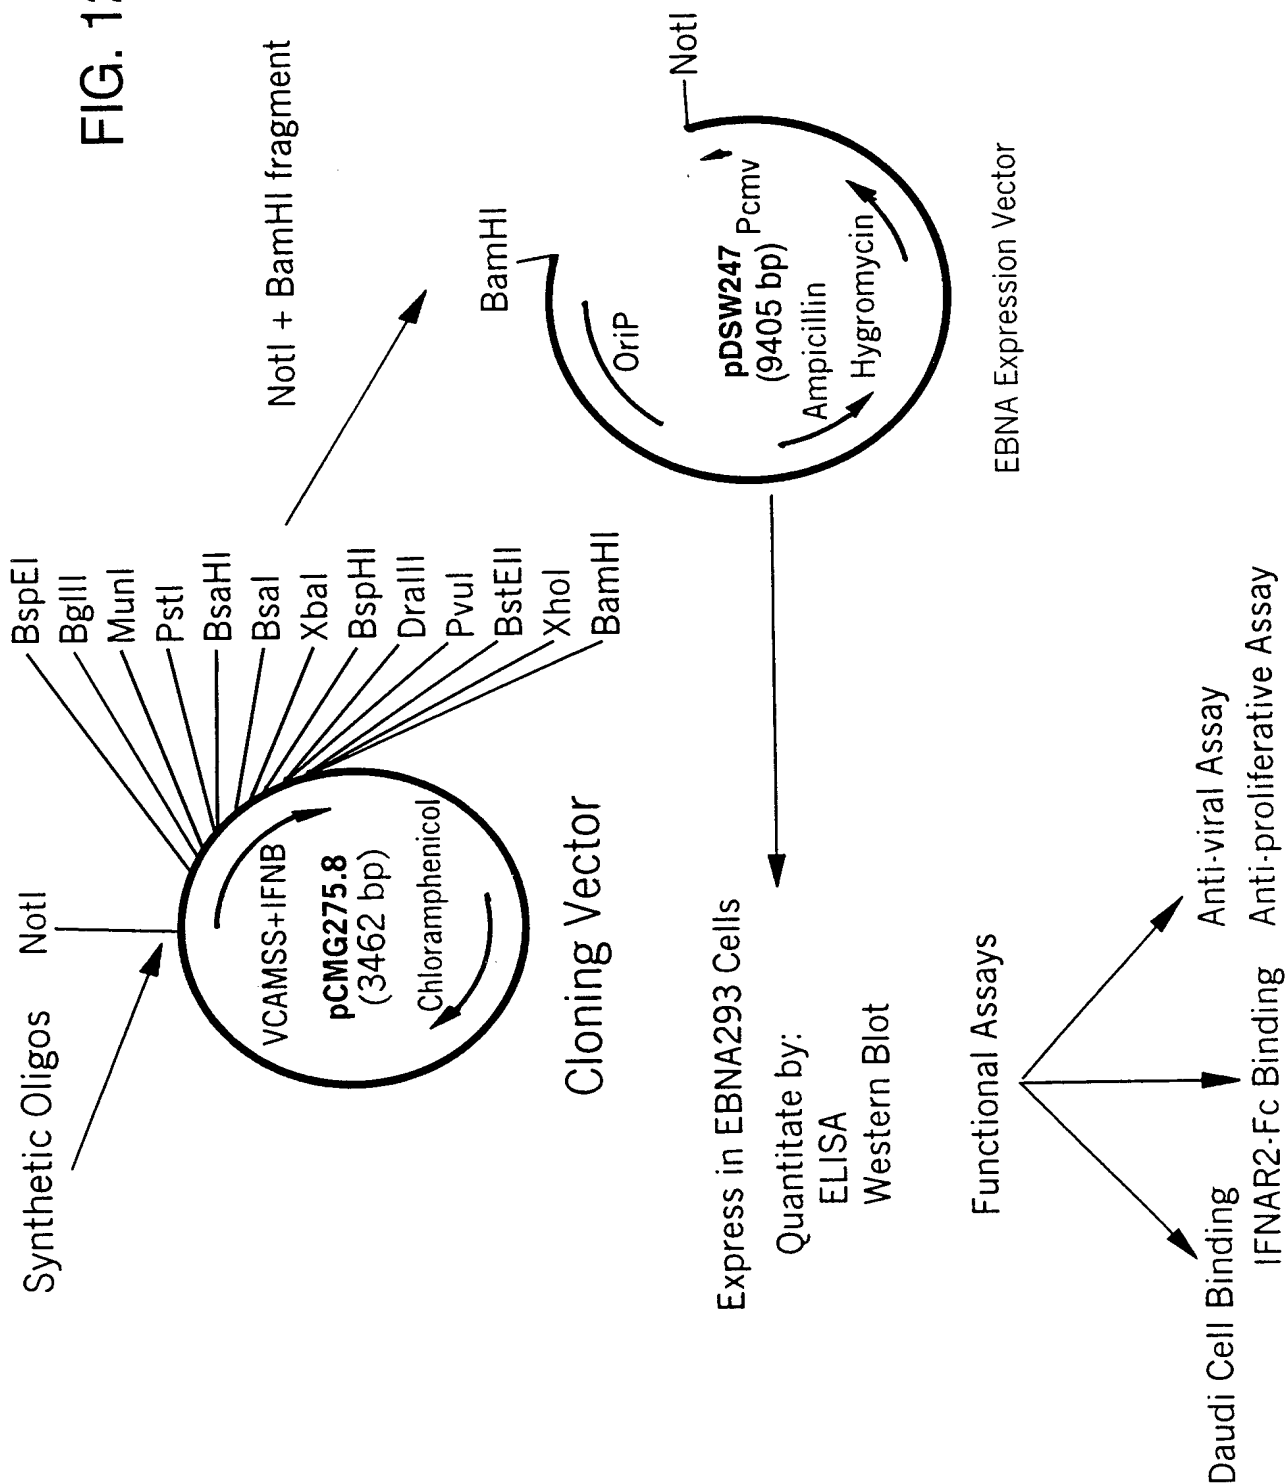 FIG. 1
Synthetic Oligos
NotI
BspEI
BglII
MunI
PstI
BsaHI
BsaI
XbaI
BspHI
DraIII
PvuI
BstEII
XhoI
BamHI
VCAMSS+IFNB
pCMG275.8
(3462 bp)
Chloramphenicol
Cloning Vector
NotI + BamHI fragment
BamHI
NotI
OriP
Pcmv
pDSW247
(9405 bp)
Ampicillin
Hygromycin
EBNA Expression Vector
Express in EBNA293 Cells
Quantitate by:
ELISA
Western Blot
Functional Assays
Daudi Cell Binding
IFNAR2-Fc Binding
Anti-viral Assay
Anti-proliferative Assay